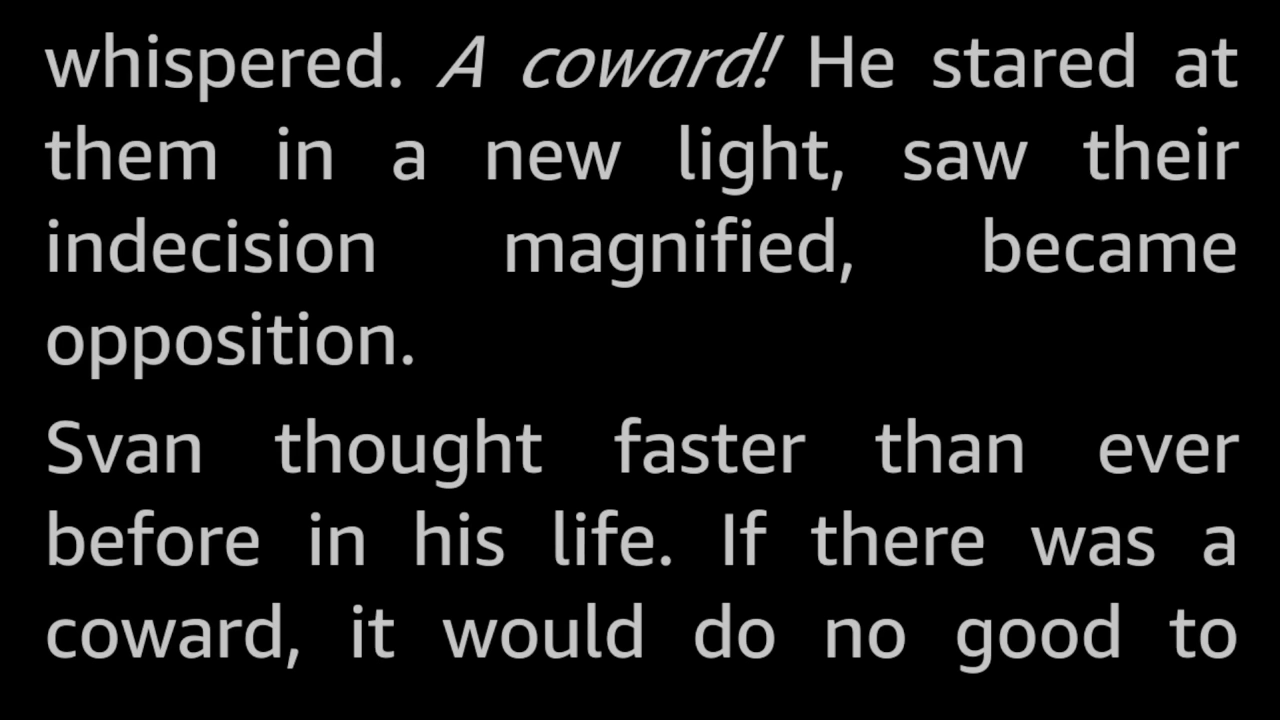 whispered. A coward! He stared at
them in a new light, saw their
indecision magnified, became
opposition.
Svan thought faster than ever
before in his life. If there was a
coward, it would do no good to